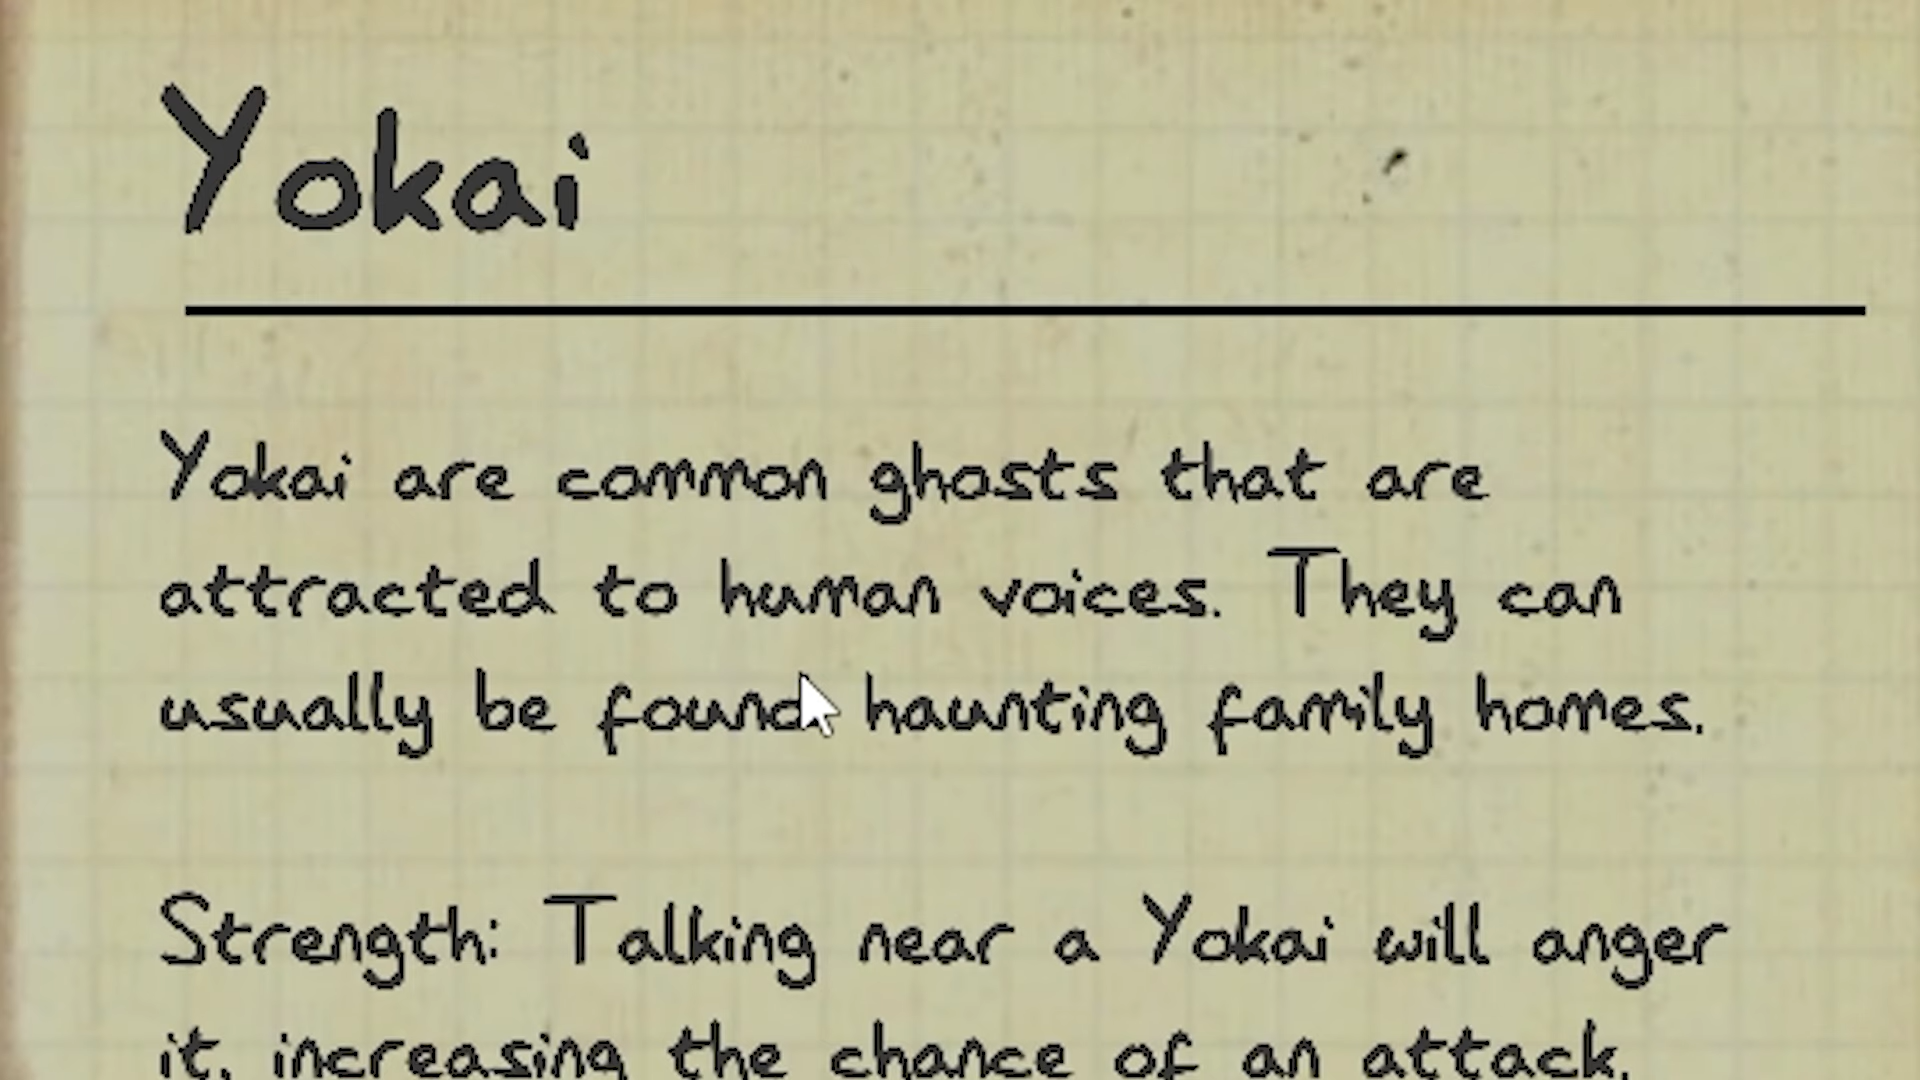 Yokai
Yokai are common ghosts that are
attracted to human voices. They can
usually be found haunting family homes.
Strength: Talking near a Yokai will anger
it, increasing the chance of an attack.